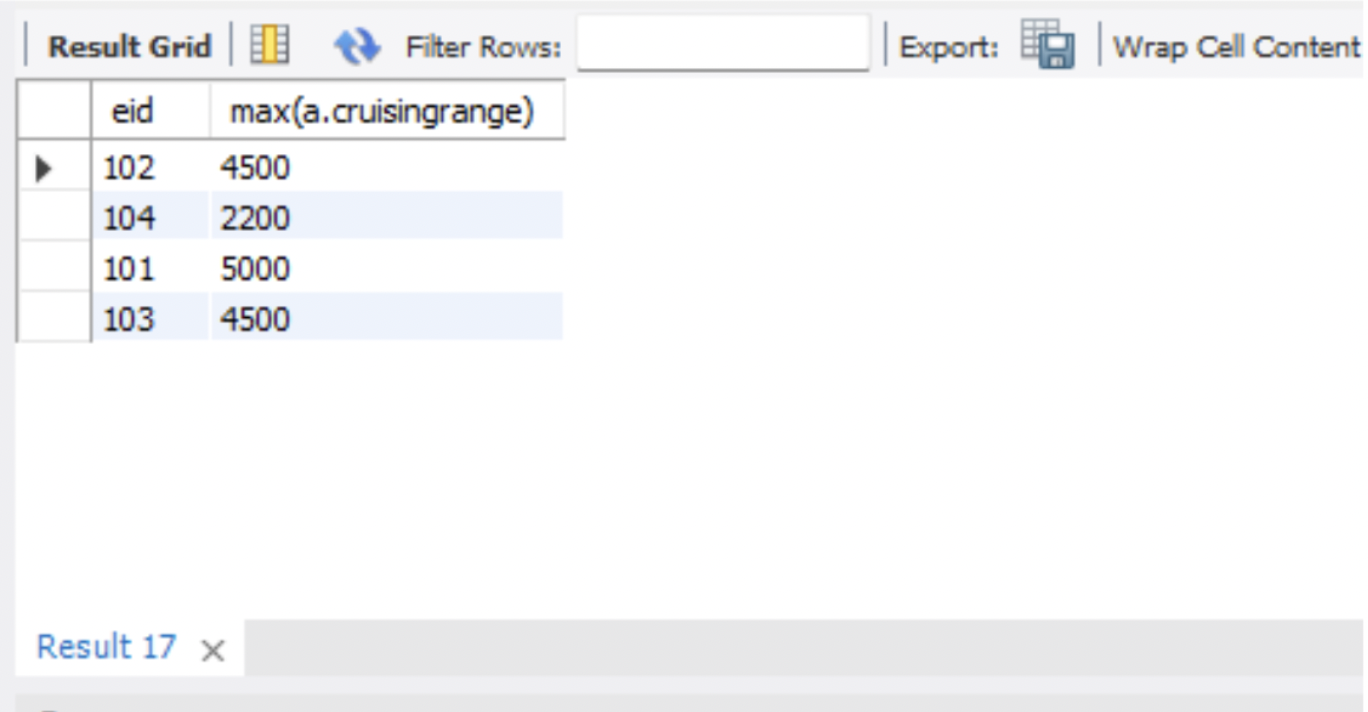 Result Grid Filter Rows: Export: Wrap Cell Content
eid max(a.cruisingrange)
102 4500
104 2200
101 5000
103 4500
Result 17